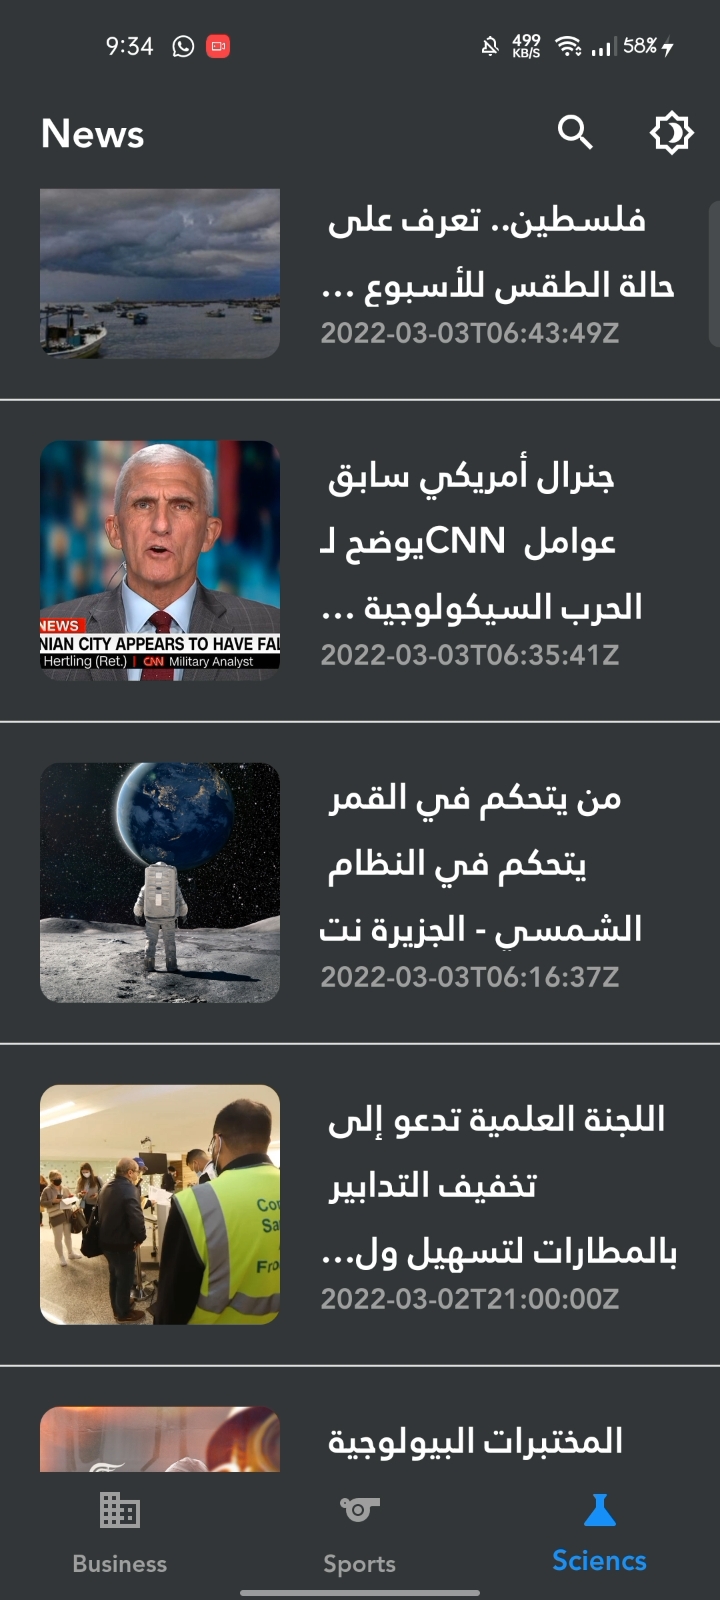 9:34
499
KB/S
58%
News
فلسطين.. تعرف على
حالة الطقس للأسبوع ...
2022-03-03T06:43:49Z
جنرال أمريكي سابق
يوضح لـCNN عوامل
الحرب السيكولوجية ...
2022-03-03T06:35:41Z
NEWS
NIAN CITY APPEARS TO HAVE FAL
Hertling (Ret.) | CNN Military Analyst
من يتحكم في القمر
يتحكم في النظام
الشمسي - الجزيرة نت
2022-03-03T06:16:37Z
اللجنة العلمية تدعو إلى
تخفيف التدابير
بالمطارات لتسهيل ول...
2022-03-02T21:00:00Z
Cor
Sa
Fro
المختبرات البيولوجية
Business
Sports
Sciencs